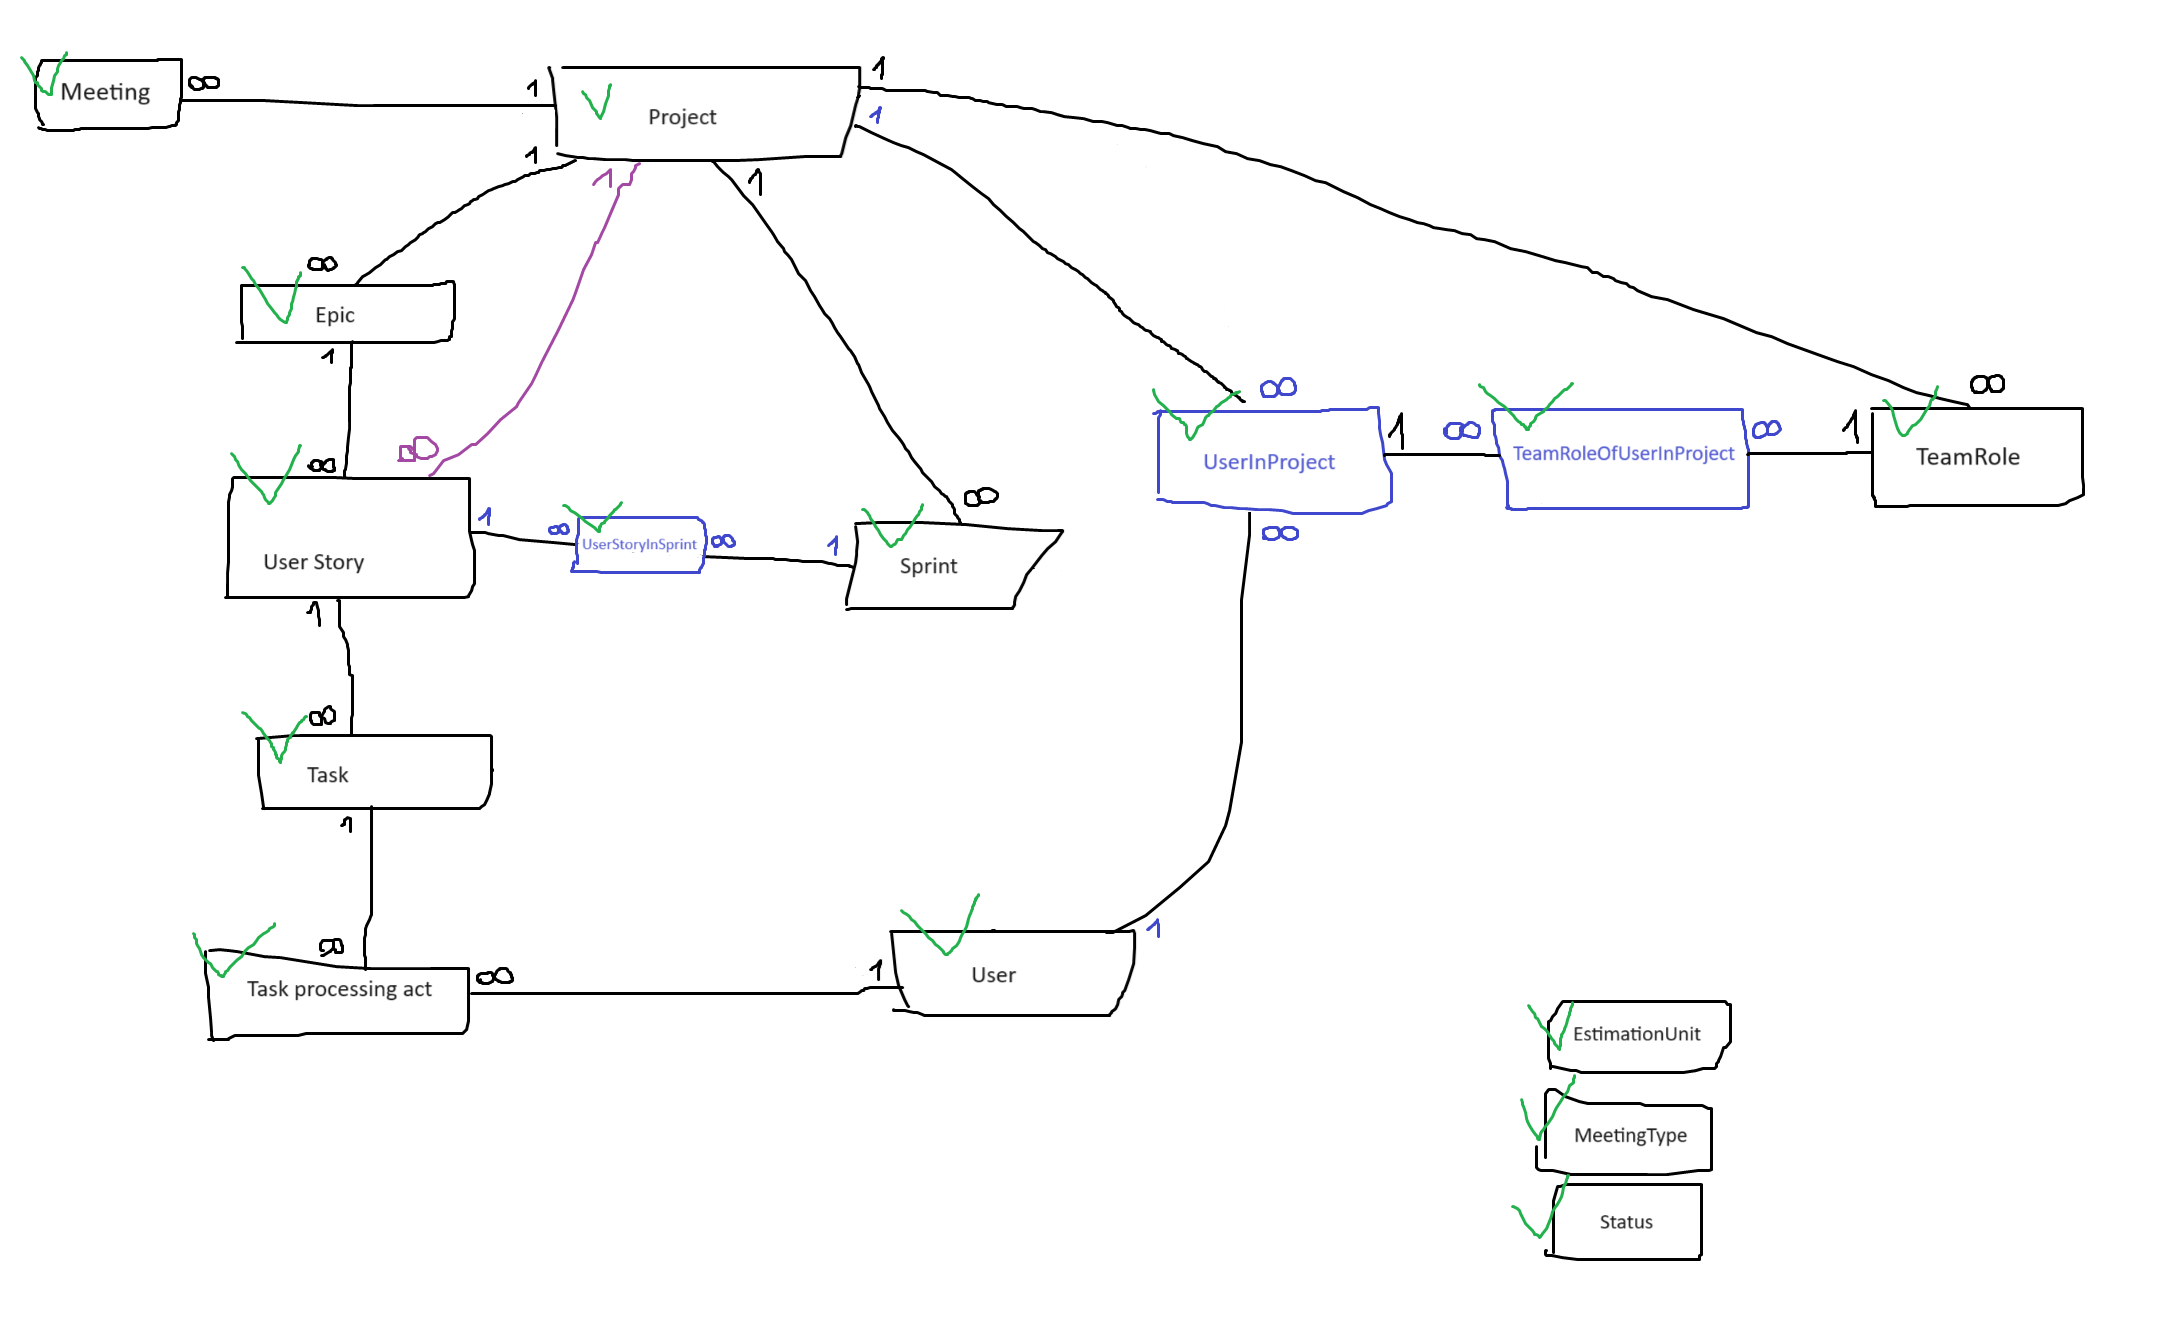 Meeting
∞
1
Project
1
1
1
1
1
∞
Epic
1
∞
∞
∞
TeamRole
1
∞
∞
1
UserInProject
TeamRoleOfUserInProject
∞
∞
User Story
1
∞
UserStoryInSprint
∞
1
Sprint
∞
∞
1
∞
Task
1
∞
Task processing act
∞
1
User
1
EstimationUnit
MeetingType
Status